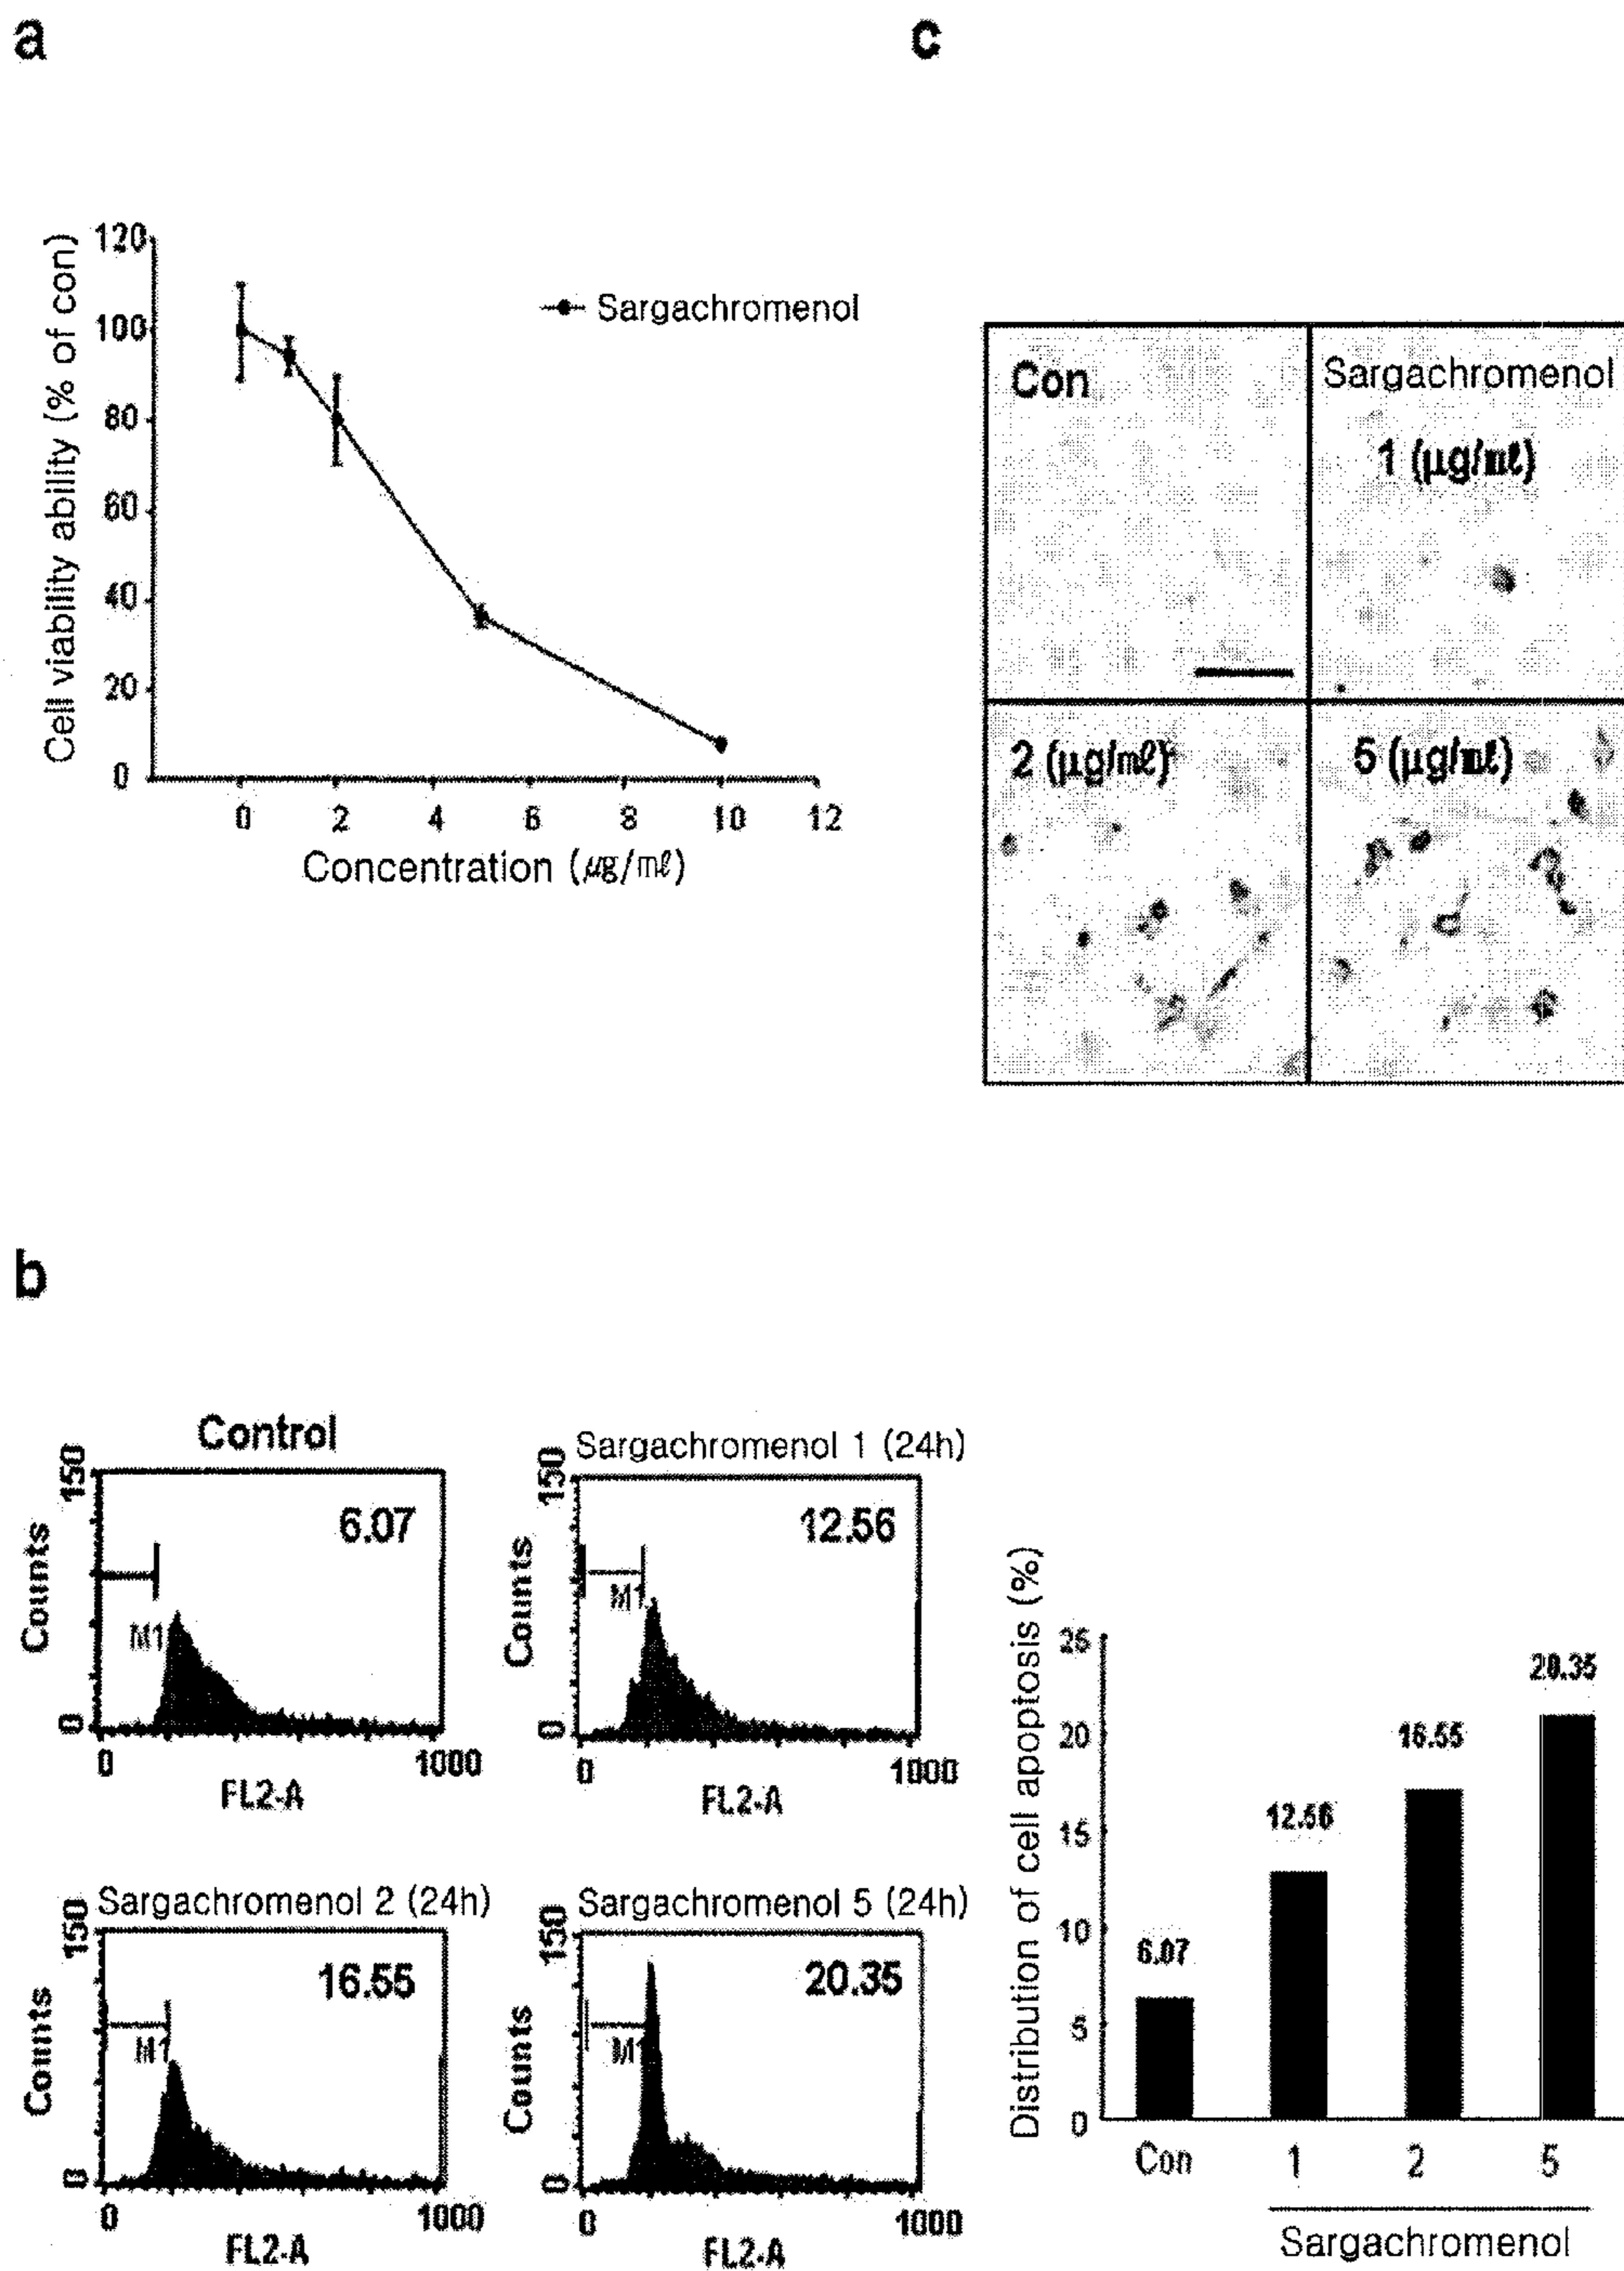 a
120
100
80
60
40
20
0
Cell viability ability (% of con)
Sargachromenol
0 2 4 6 8 10 12
Concentration (μg/mℓ)
c
Con
Sargachromenol
1 (μg/mℓ)
2 (μg/mℓ)
5 (μg/mℓ)
b
Control
150
Counts
0
6.07
M1
0 1000
FL2-A
Sargachromenol 1 (24h)
150
Counts
0
12.56
M1
0 1000
FL2-A
Sargachromenol 2 (24h)
150
Counts
0
16.55
M1
0 1000
FL2-A
Sargachromenol 5 (24h)
150
Counts
0
20.35
M1
0 1000
FL2-A
Distribution of cell apoptosis (%)
25
20
15
10
5
0
6.07
12.56
16.55
20.35
Con 1 2 5
Sargachromenol